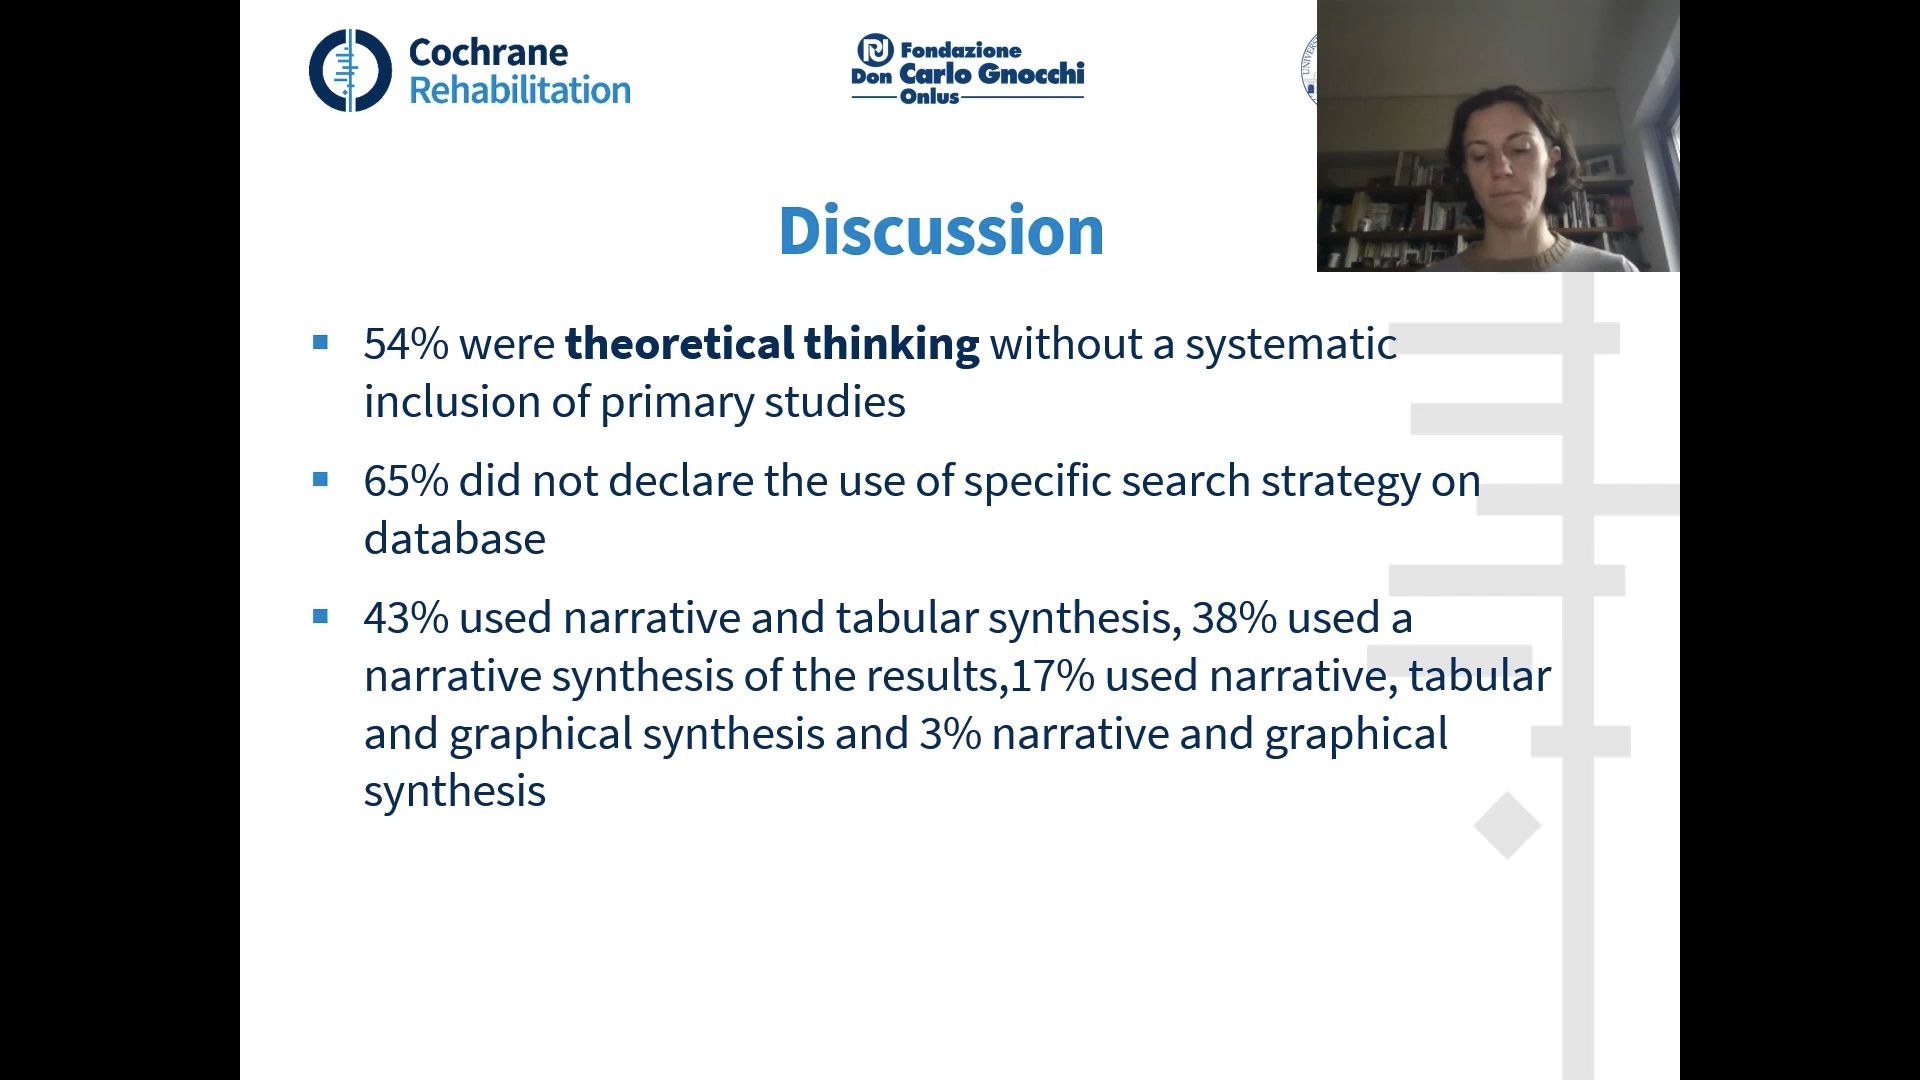 Cochrane
Rehabilitation
Fondazione
Don Carlo Gnocchi
Onlus
Discussion
54% were theoretical thinking without a systematic
inclusion of primary studies
65% did not declare the use of specific search strategy on
database
43% used narrative and tabular synthesis, 38% used a
narrative synthesis of the results,17% used narrative, tabular
and graphical synthesis and 3% narrative and graphical
synthesis